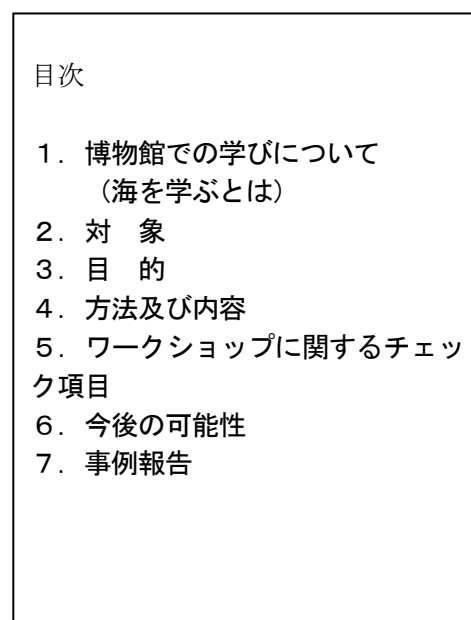 目次
１．博物館での学びについて
（海を学ぶとは）
２．対　象
３．目　的
４．方法及び内容
５．ワークショップに関するチェッ
ク項目
６．今後の可能性
７．事例報告